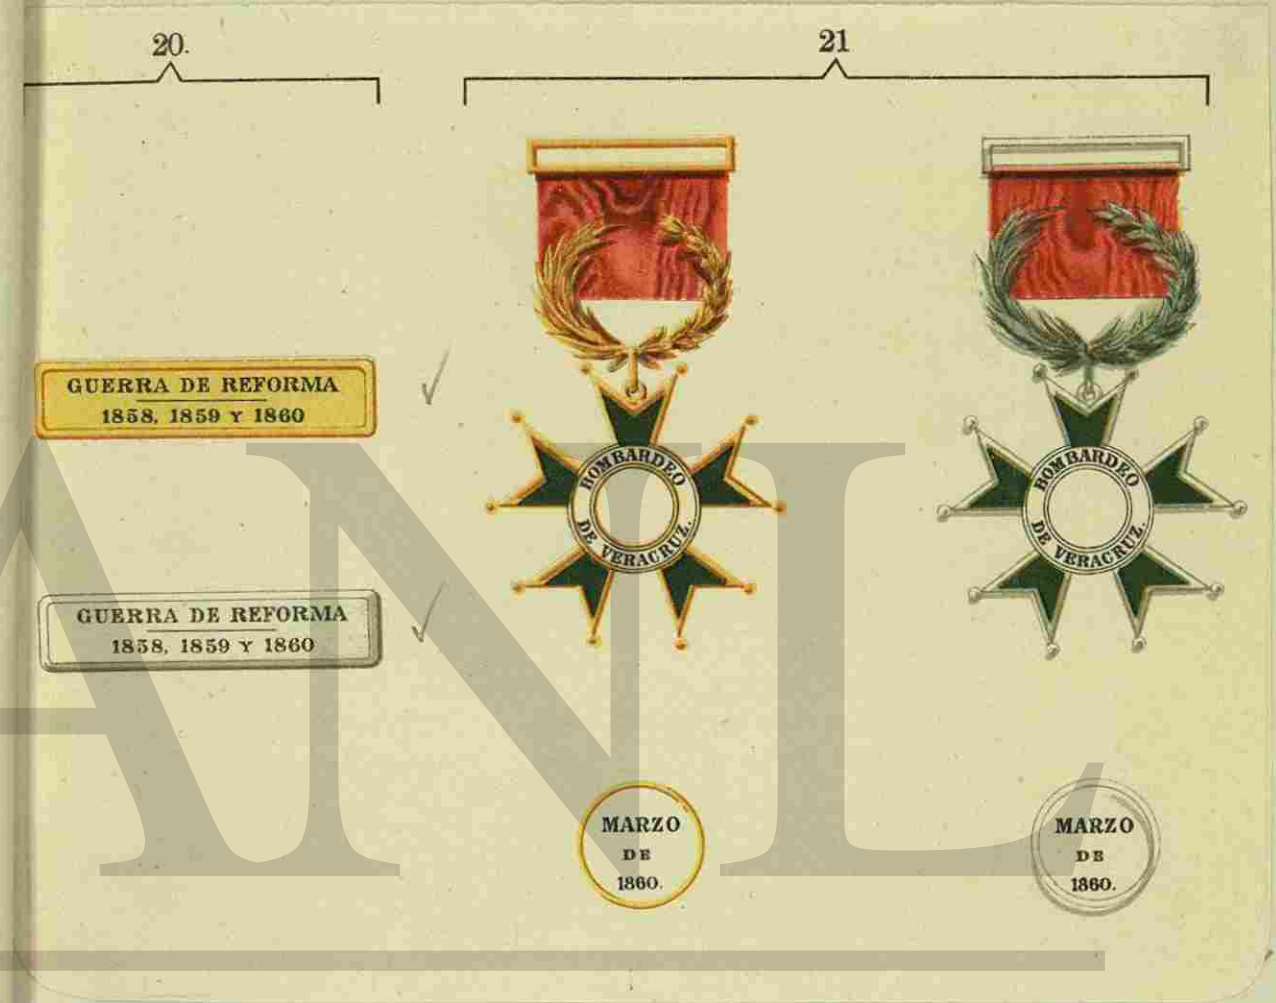 20.
21
GUERRA DE REFORMA
1858, 1859 Y 1860
GUERRA DE REFORMA
1858, 1859 Y 1860
BOMBARDEO
DE VERACRUZ.
BOMBARDEO
DE VERACRUZ.
MARZO
DE
1860.
MARZO
DE
1860.
ANL